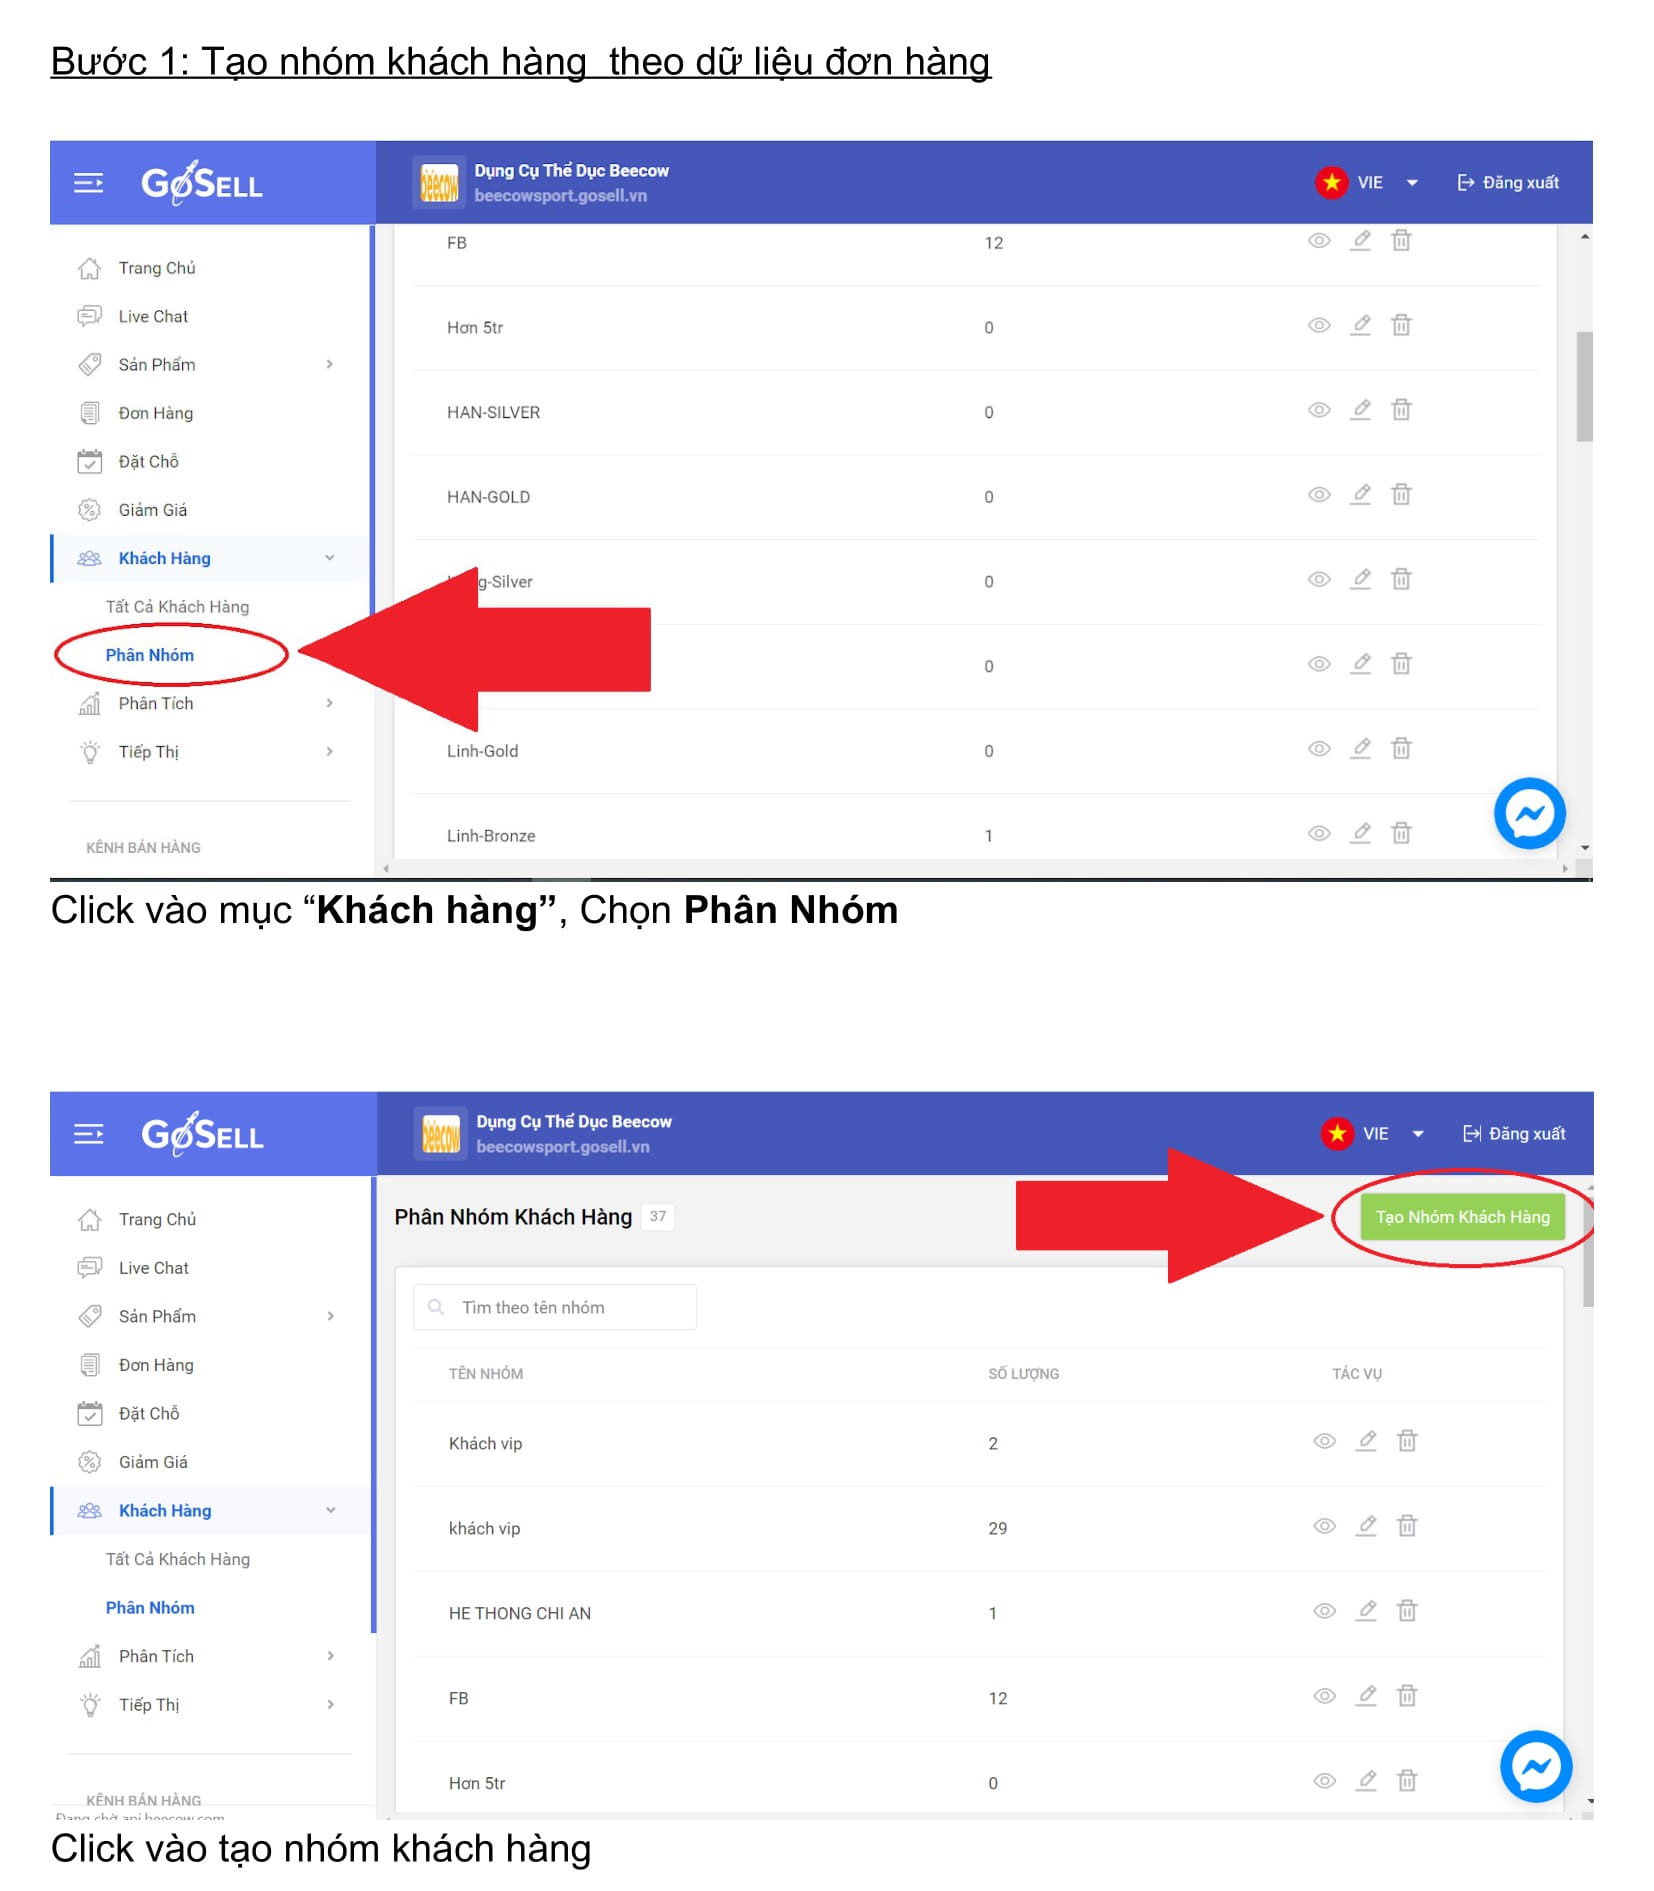 Bước 1: Tạo nhóm khách hàng theo dữ liệu đơn hàng
GoSELL
Dụng Cụ Thể Dục Beecow
beecow
beecowsport.gosell.vn
VIE
Đăng xuất
Trang Chủ
Live Chat
Sản Phẩm
Đơn Hàng
Đặt Chỗ
Giảm Giá
Khách Hàng
Tất Cả Khách Hàng
Phân Nhóm
Phân Tích
Tiếp Thị
KÊNH BÁN HÀNG
FB 12
Hơn 5tr 0
HAN-SILVER 0
HAN-GOLD 0
g-Silver 0
0
Linh-Gold 0
Linh-Bronze 1
Click vào mục “Khách hàng”, Chọn Phân Nhóm
GoSELL
Dụng Cụ Thể Dục Beecow
beecow
beecowsport.gosell.vn
VIE
Đăng xuất
Trang Chủ
Live Chat
Sản Phẩm
Đơn Hàng
Đặt Chỗ
Giảm Giá
Khách Hàng
Tất Cả Khách Hàng
Phân Nhóm
Phân Tích
Tiếp Thị
KÊNH BÁN HÀNG
Đang chờ api.beecow.com
Phân Nhóm Khách Hàng 37
Tạo Nhóm Khách Hàng
Tìm theo tên nhóm
TÊN NHÓM SỐ LƯỢNG TÁC VỤ
Khách vip 2
khách vip 29
HE THONG CHI AN 1
FB 12
Hơn 5tr 0
Click vào tạo nhóm khách hàng